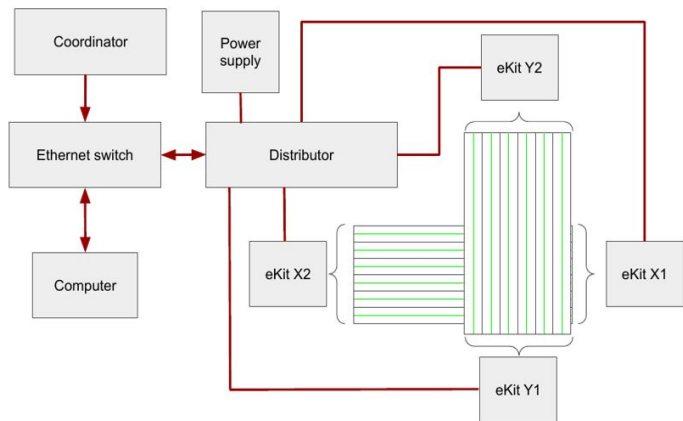 Coordinator
Power
supply
eKit Y2
Ethernet switch
Distributor
Computer
eKit X2
eKit X1
eKit Y1